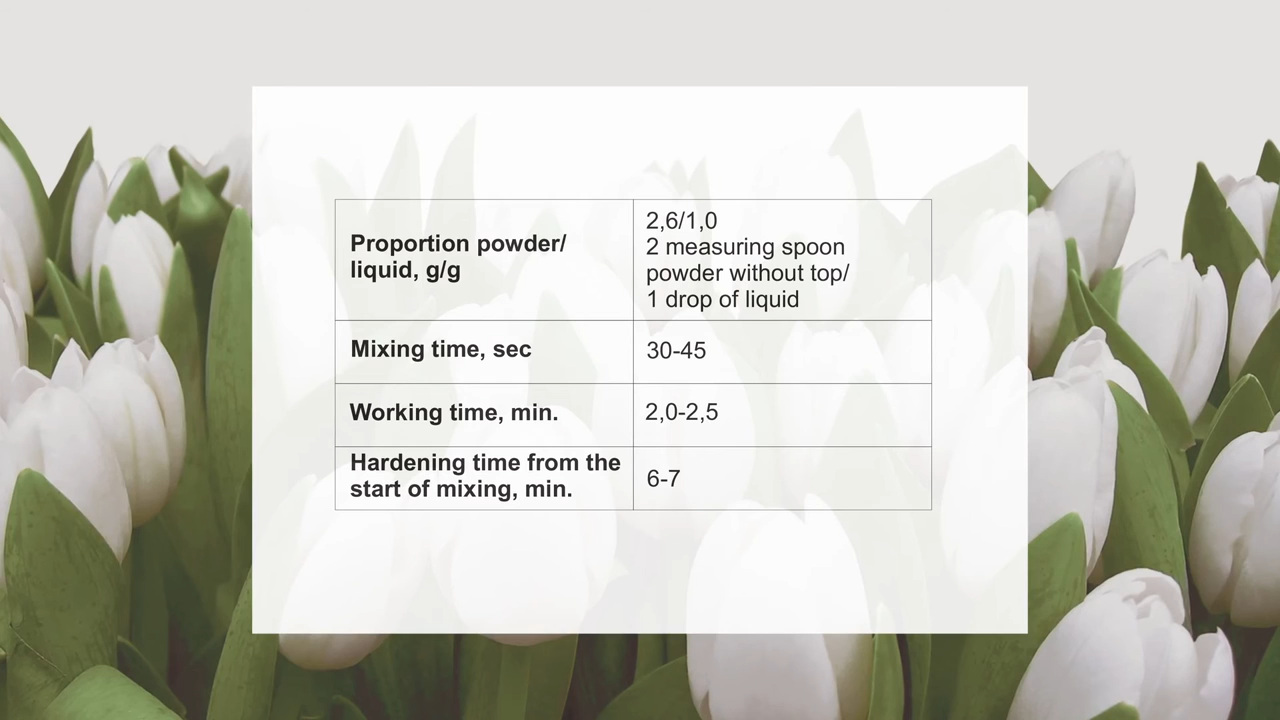 Proportion powder/
liquid, g/g
2,6/1,0
2 measuring spoon
powder without top/
1 drop of liquid
Mixing time, sec
30-45
Working time, min.
2,0-2,5
Hardening time from the
start of mixing, min.
6-7